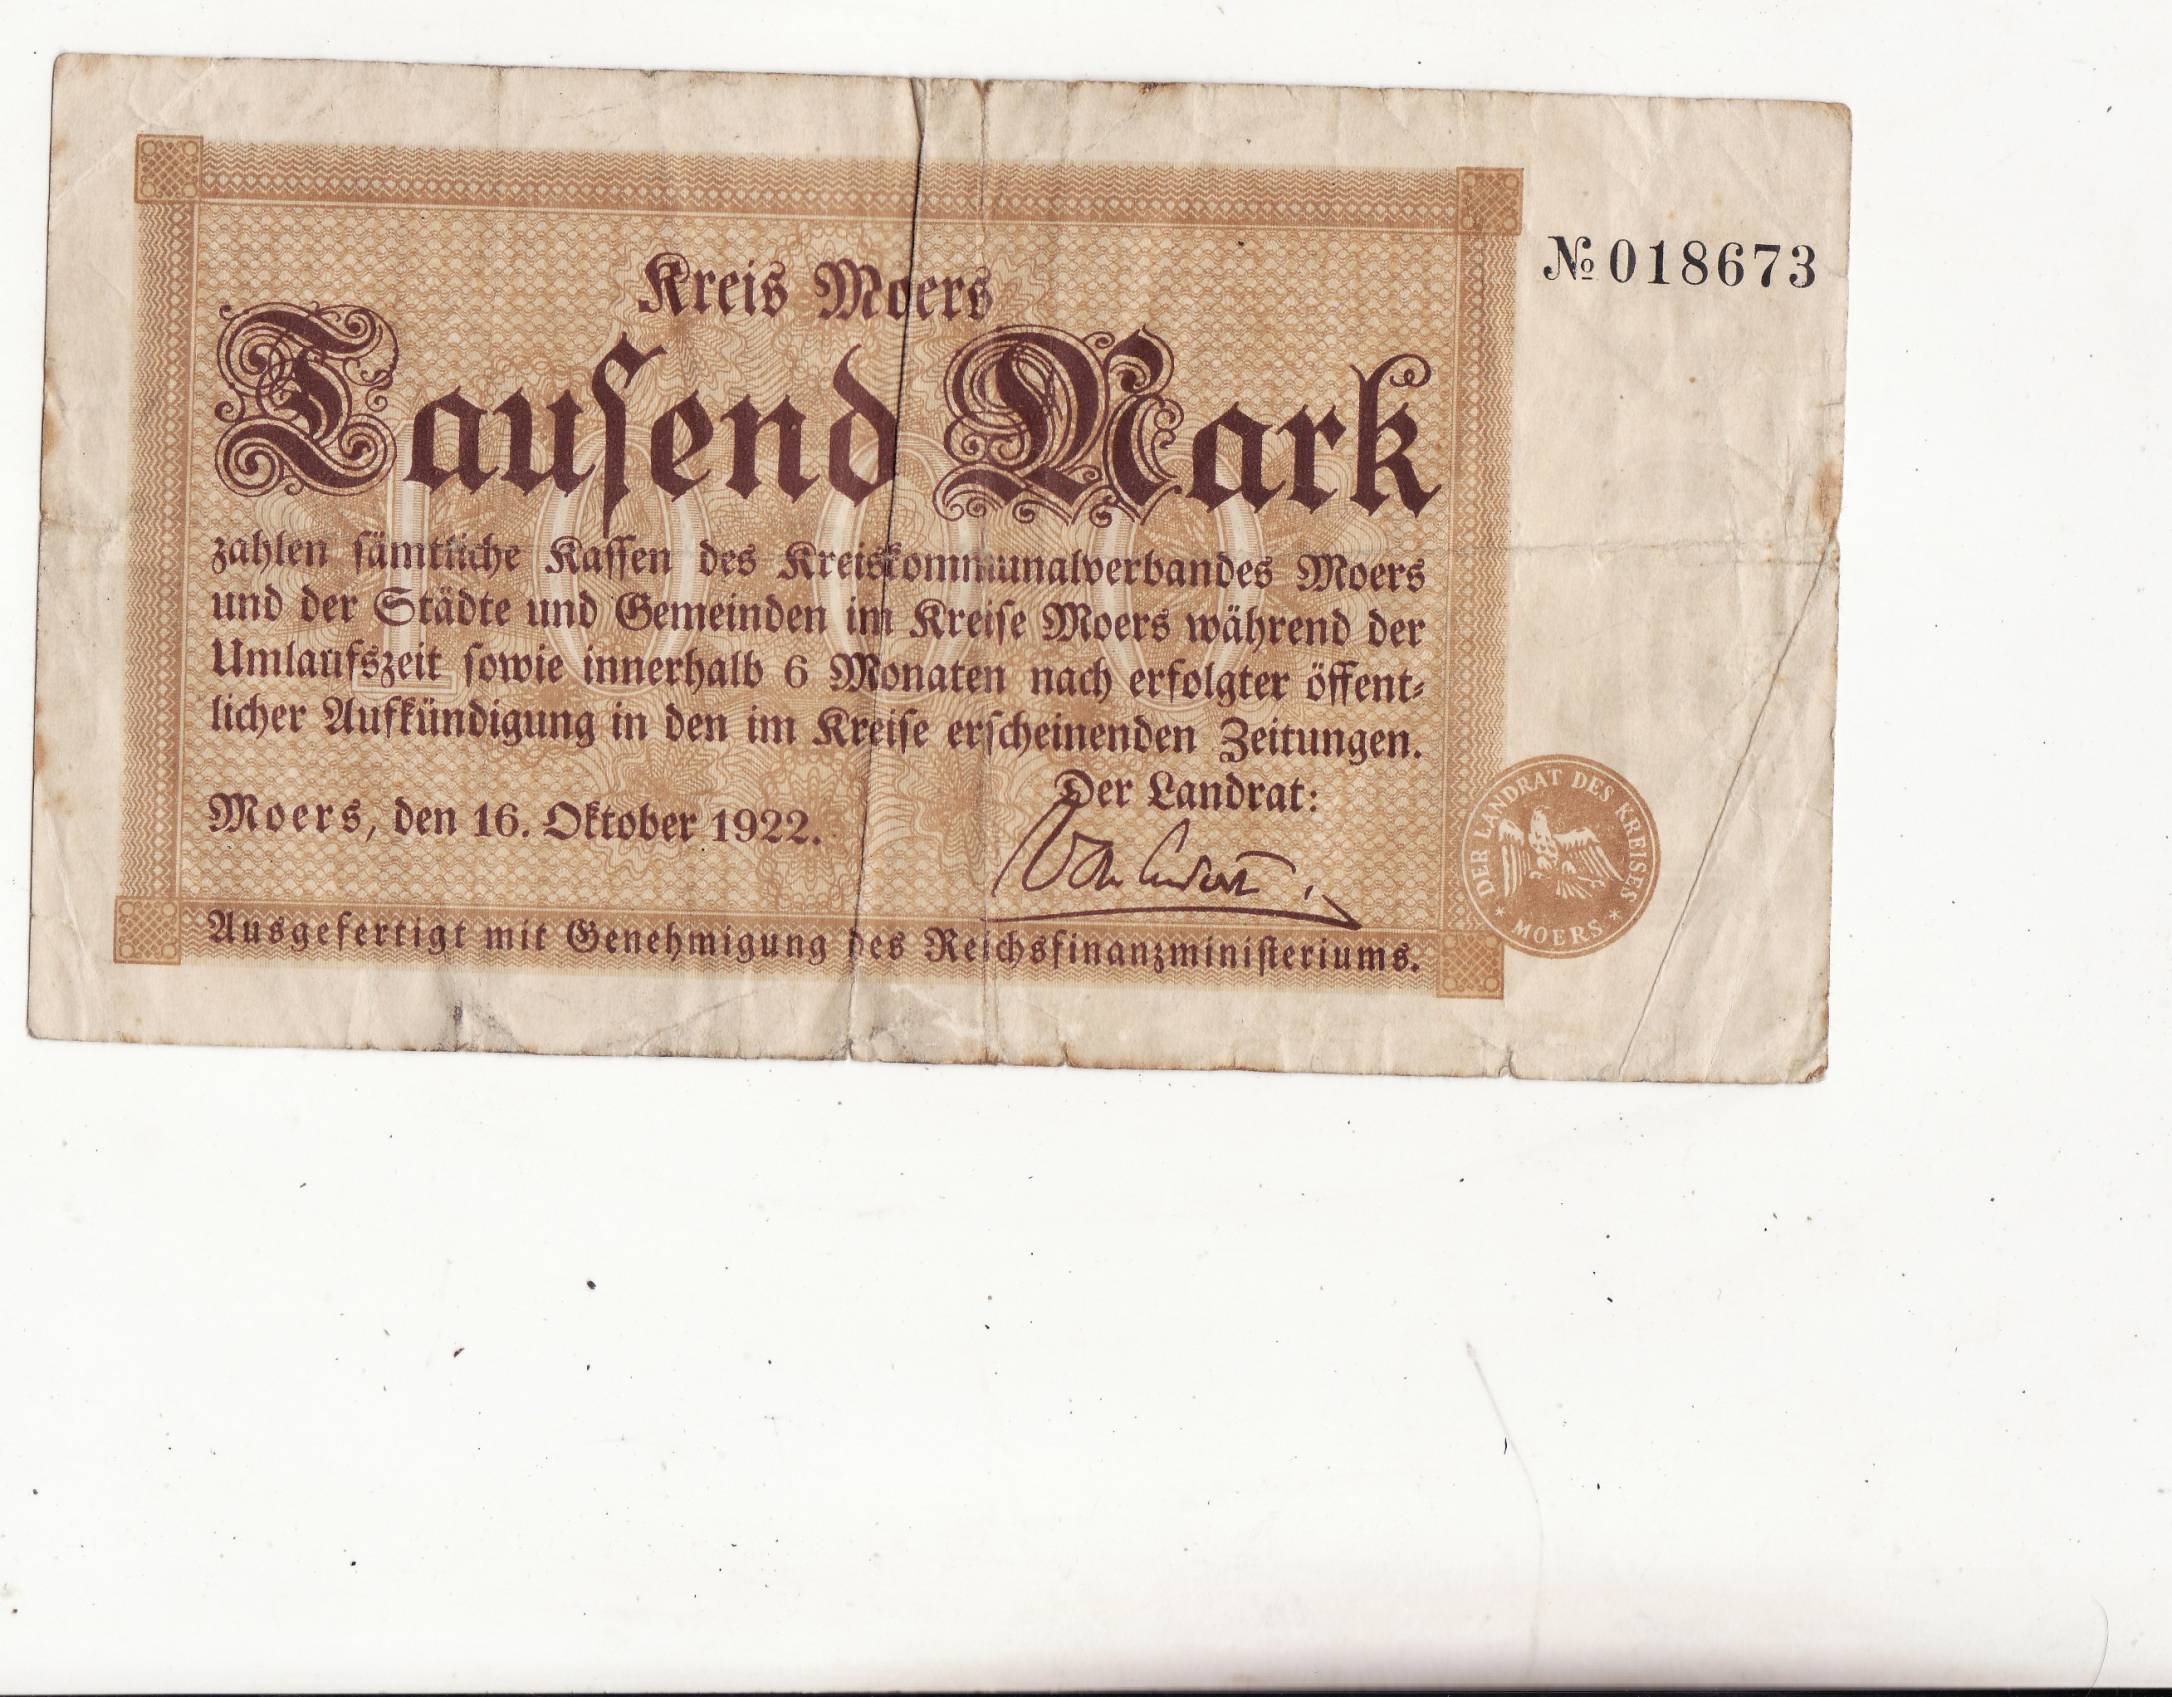 Kreis Moers
№ 018673
Tausend Mark
zahlen sämtliche Kassen des Kreiskommunalverbandes Moers
und der Städte und Gemeinden im Kreise Moers während der
Umlaufszeit sowie innerhalb 6 Monaten nach erfolgter öffent-
licher Aufkündigung in den im Kreise erscheinenden Zeitungen.
Der Landrat:
Moers, den 16. Oktober 1922.
Ausgefertigt mit Genehmigung des Reichsfinanzministeriums.
DER LANDRAT DES KREISES
* MOERS *
1000